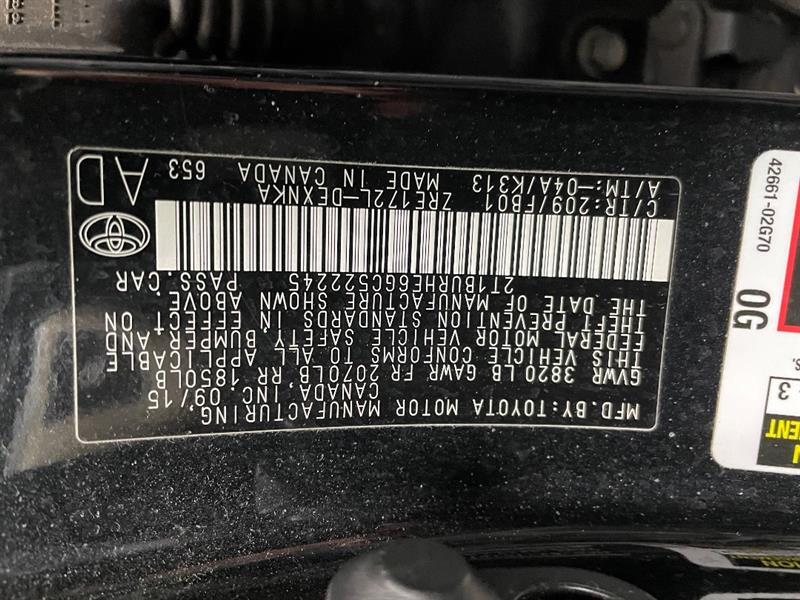 MFD.BY:TOYOTA MOTOR MANUFACTURING,
CANADA, INC 09/15
GVWR 3820LB GAWR FR 2070LB RR 1850LB
THIS VEHICLE CONFORMS TO ALL APPLICABLE
FEDERAL MOTOR VEHICLE SAFETY, BUMPER, AND
THEFT PREVENTION STANDARDS IN EFFECT ON
THE DATE OF MANUFACTURE SHOWN ABOVE.
2T1BURHE6GC522245 PASS.CAR
C/TR:209/FB01 ZRE172L-DEXNKA
A/TM:-04A/K313 MADE IN CANADA 653
AD
42661-02G70
0G
3